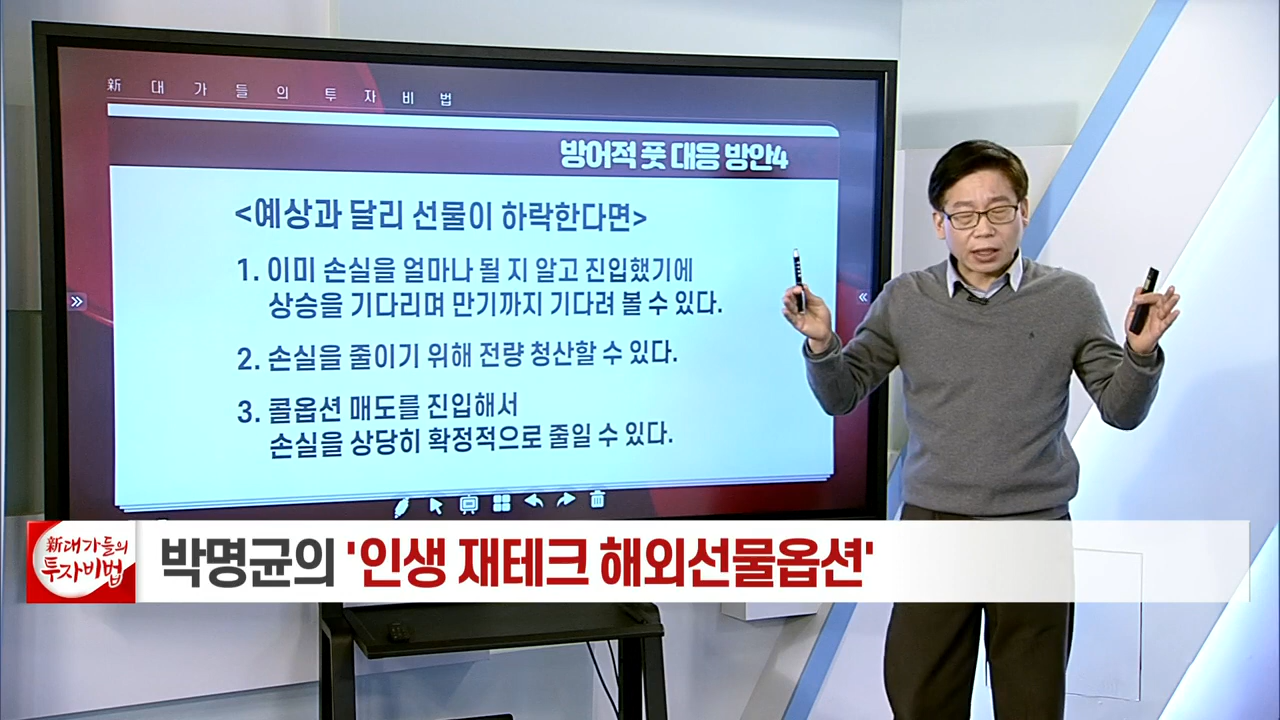 新 대 가 들 의 투 자 비 법
방어적 풋 대응 방안4
<예상과 달리 선물이 하락한다면>
1. 이미 손실을 얼마나 될 지 알고 진입했기에
상승을 기다리며 만기까지 기다려 볼 수 있다.
2. 손실을 줄이기 위해 전량 청산할 수 있다.
3. 콜옵션 매도를 진입해서
손실을 상당히 확정적으로 줄일 수 있다.
新대가들의
투자비법
박명균의 '인생 재테크 해외선물옵션'